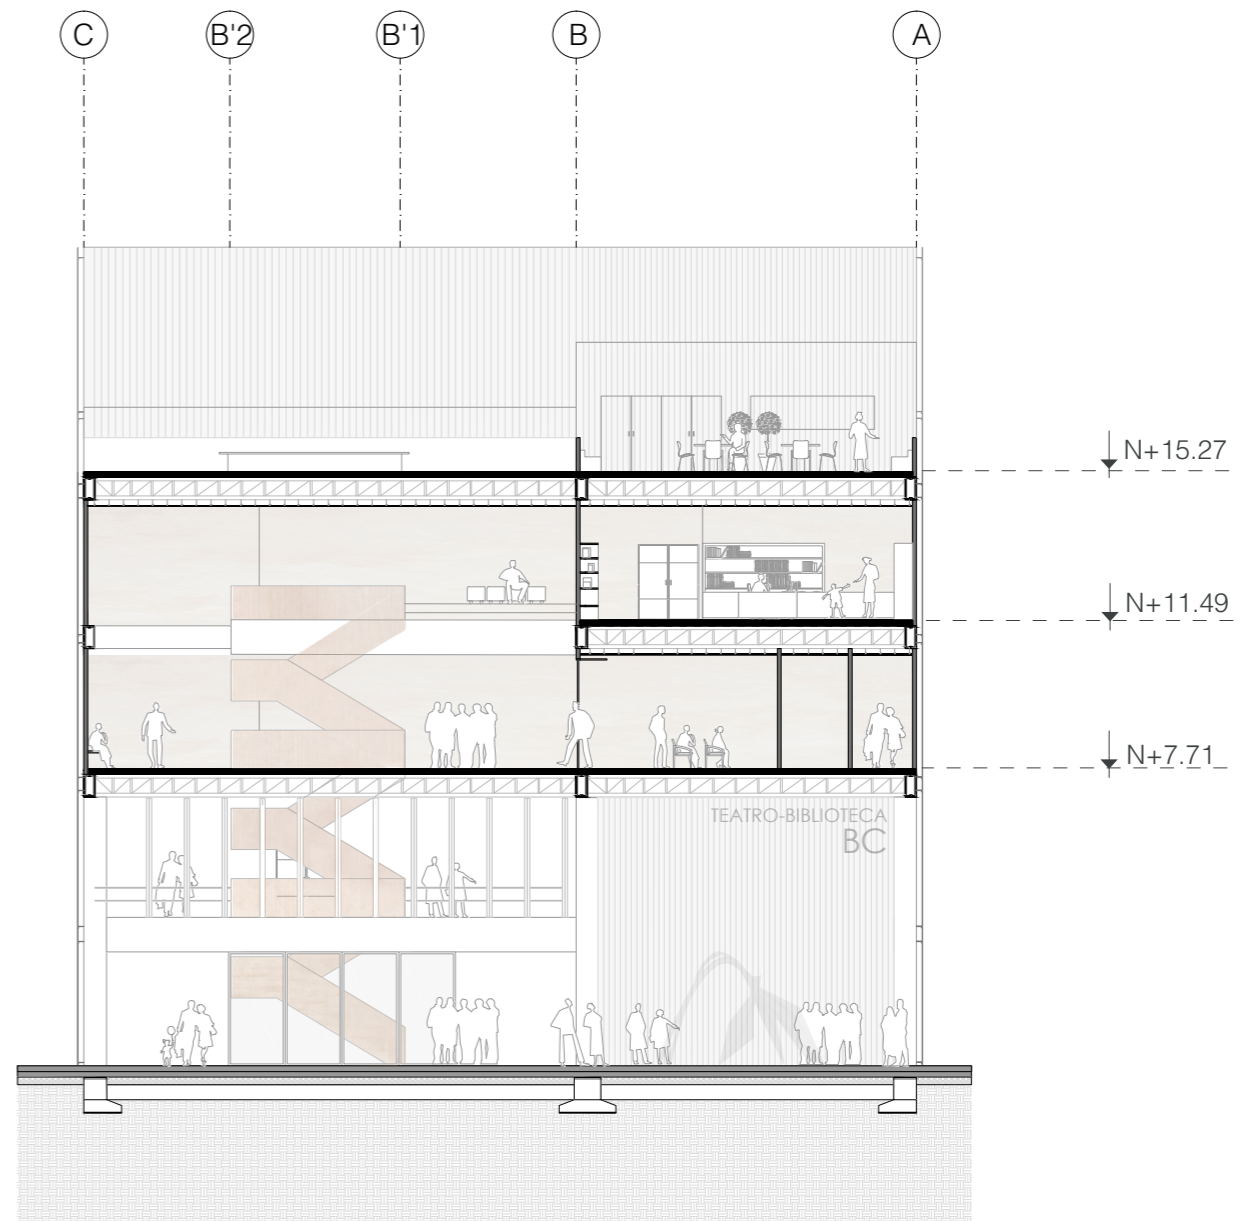 C B'2 B'1 B A
N+15.27
N+11.49
N+7.71
TEATRO-BIBLIOTECA
BC